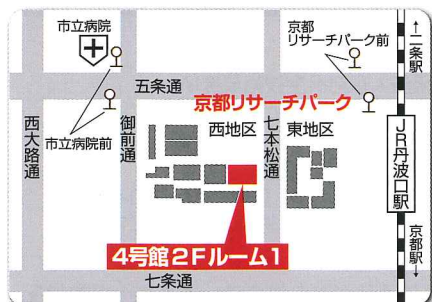 市立病院
京都
リサーチパーク前
↑二条駅
五条通
京都リサーチパーク
市立病院前
西大路通
御前通
西地区
七本松通
東地区
JR丹波口駅
4号館2Fルーム1
京都駅↓
七条通